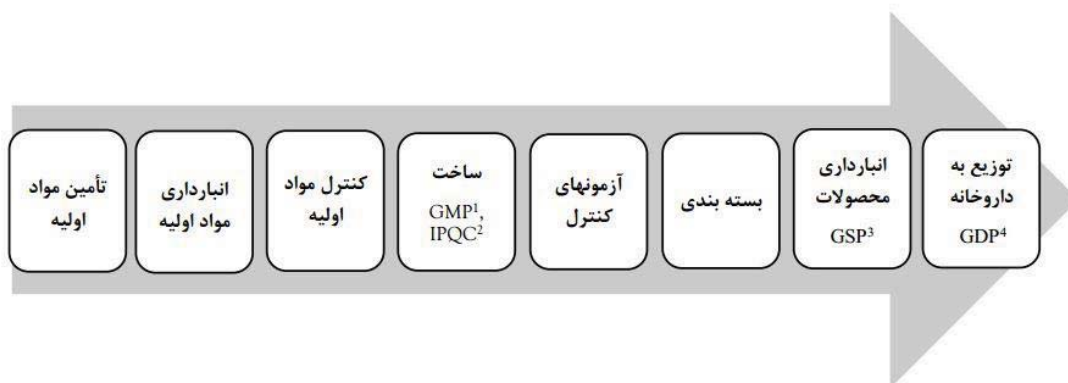 تأمین مواد
اولیه
انبارداری
مواد اولیه
کنترل مواد
اولیه
ساخت
GMP¹,
IPQC²
آزمونهای
کنترل
بسته بندی
انبارداری
محصولات
GSP³
توزیع به
داروخانه
GDP⁴